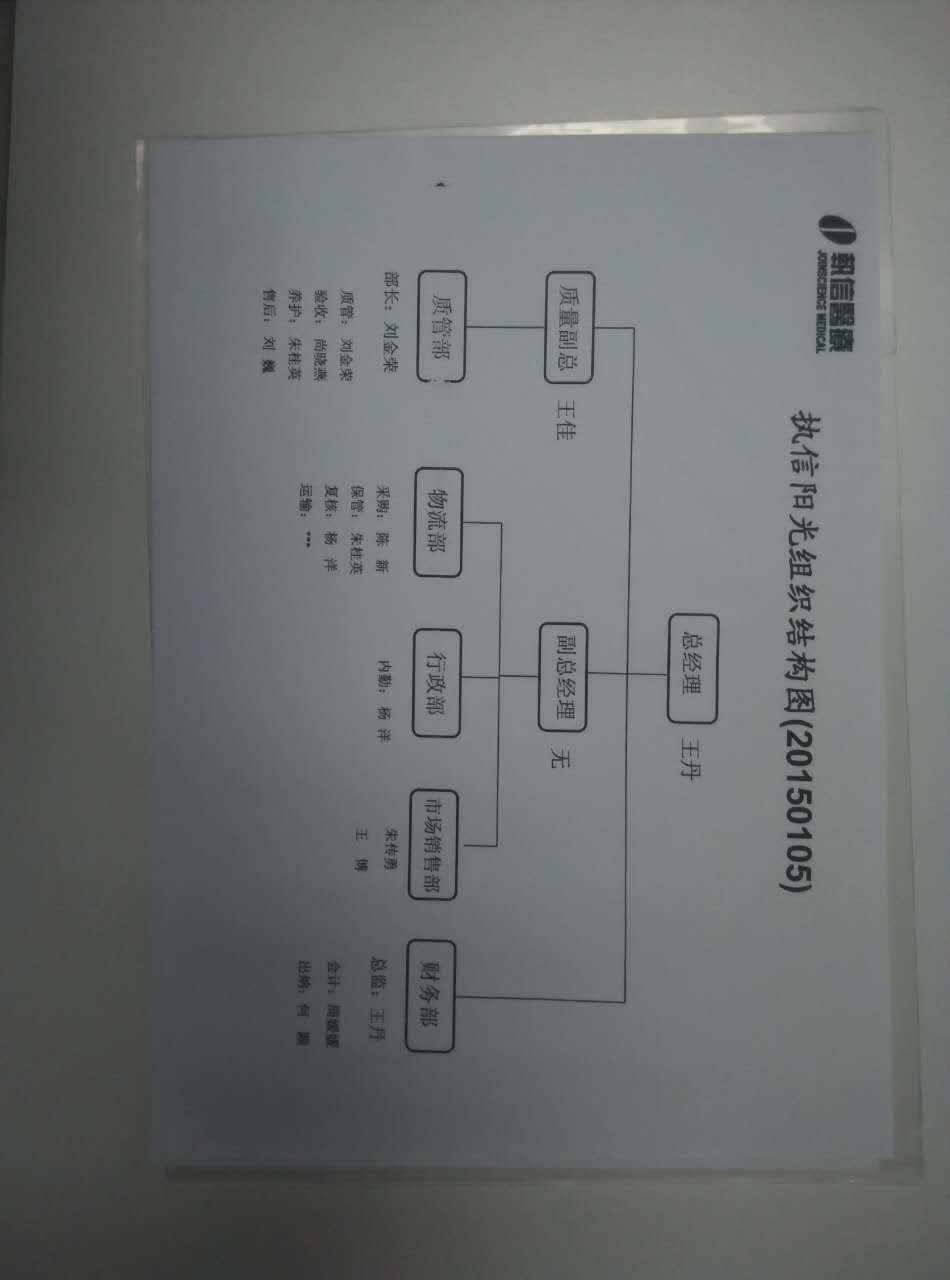 執信醫療
JOINSCIENCE MEDICAL
执信阳光组织结构图(20150105)
总经理 王丹
质量副总 王佳
副总经理 无
质管部
部长：刘金荣
质管：刘金荣
验收：尚晓燕
养护：朱桂英
售后：刘 巍
物流部
采购：陈 新
保管：朱桂英
复核：杨 洋
运输：***
行政部
内勤：杨 洋
市场销售部
朱传勇
王 博
财务部
总监：王丹
会计：周媛媛
出纳：何 颖